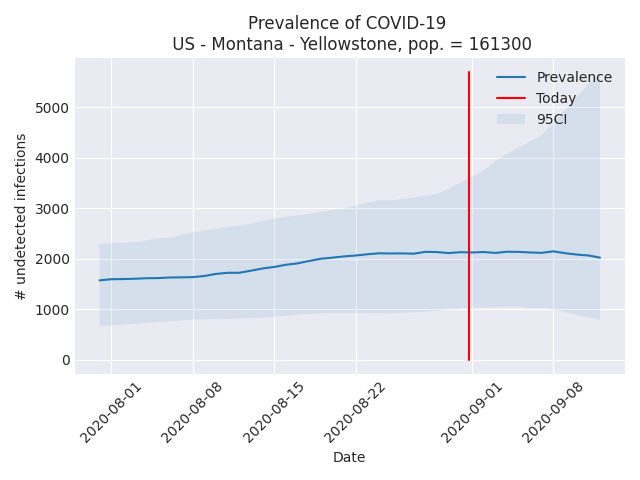 Prevalence of COVID-19
US - Montana - Yellowstone, pop. = 161300
Prevalence
Today
95CI
# undetected infections
5000
4000
3000
2000
1000
0
2020-08-01
2020-08-08
2020-08-15
2020-08-22
2020-09-01
2020-09-08
Date